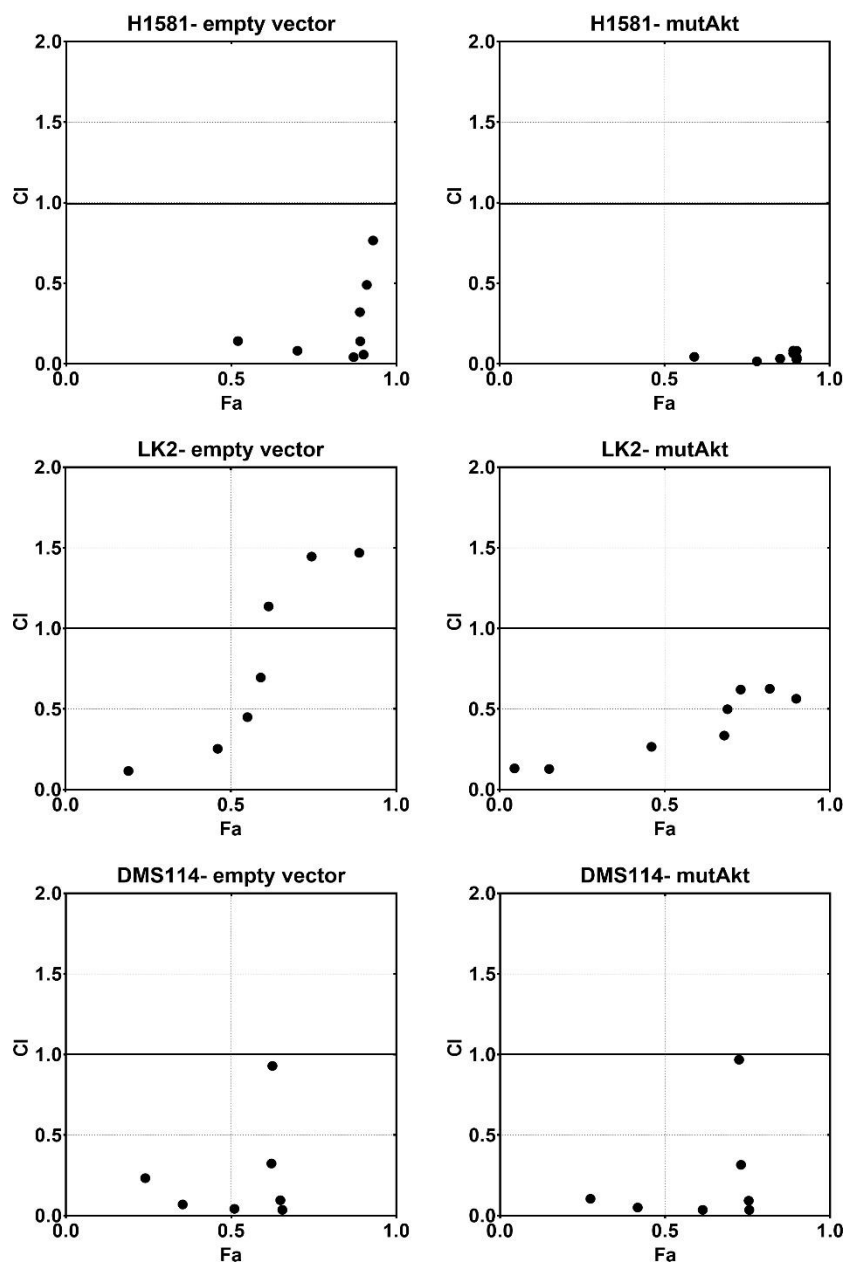 H1581- empty vector
2.0
1.5
1.0
0.5
0.0
CI
0.0 0.5 1.0
Fa
H1581- mutAkt
2.0
1.5
1.0
0.5
0.0
CI
0.0 0.5 1.0
Fa
LK2- empty vector
2.0
1.5
1.0
0.5
0.0
CI
0.0 0.5 1.0
Fa
LK2- mutAkt
2.0
1.5
1.0
0.5
0.0
CI
0.0 0.5 1.0
Fa
DMS114- empty vector
2.0
1.5
1.0
0.5
0.0
CI
0.0 0.5 1.0
Fa
DMS114- mutAkt
2.0
1.5
1.0
0.5
0.0
CI
0.0 0.5 1.0
Fa